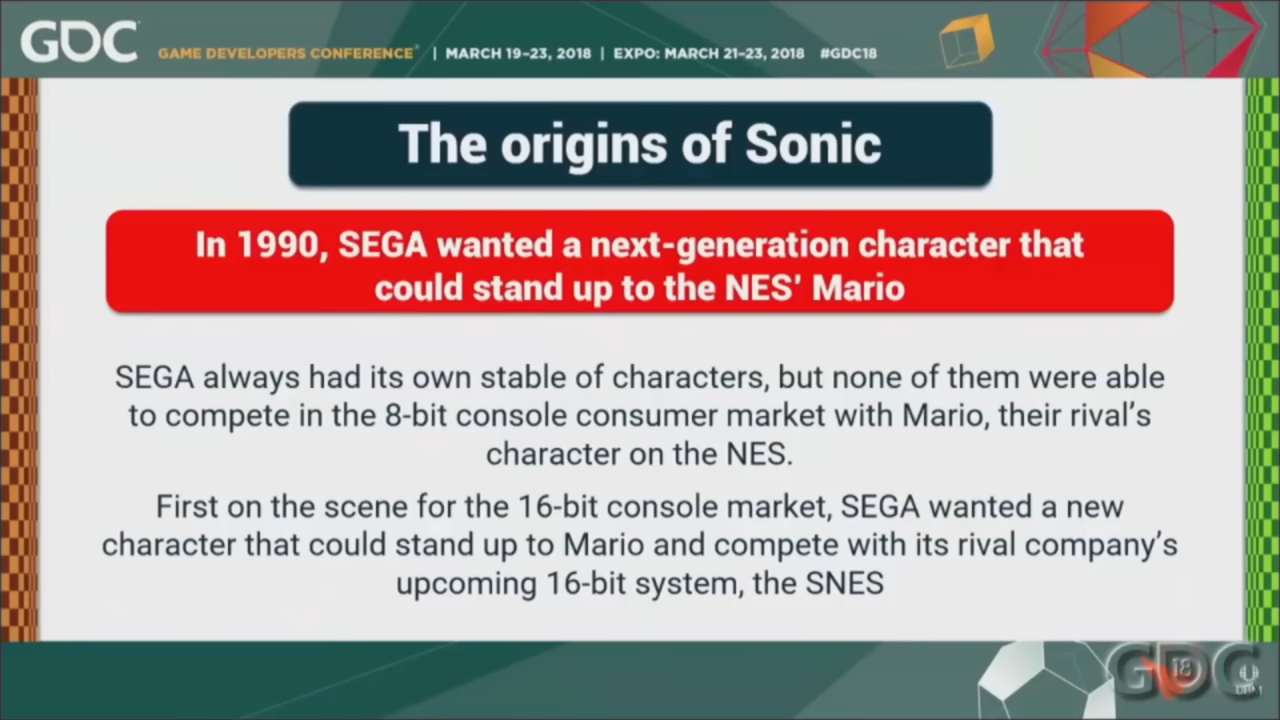 GDC
GAME DEVELOPERS CONFERENCE® | MARCH 19–23, 2018 | EXPO: MARCH 21–23, 2018 #GDC18
The origins of Sonic
In 1990, SEGA wanted a next-generation character that
could stand up to the NES’ Mario
SEGA always had its own stable of characters, but none of them were able
to compete in the 8-bit console consumer market with Mario, their rival’s
character on the NES.
First on the scene for the 16-bit console market, SEGA wanted a new
character that could stand up to Mario and compete with its rival company’s
upcoming 16-bit system, the SNES
GDC
18